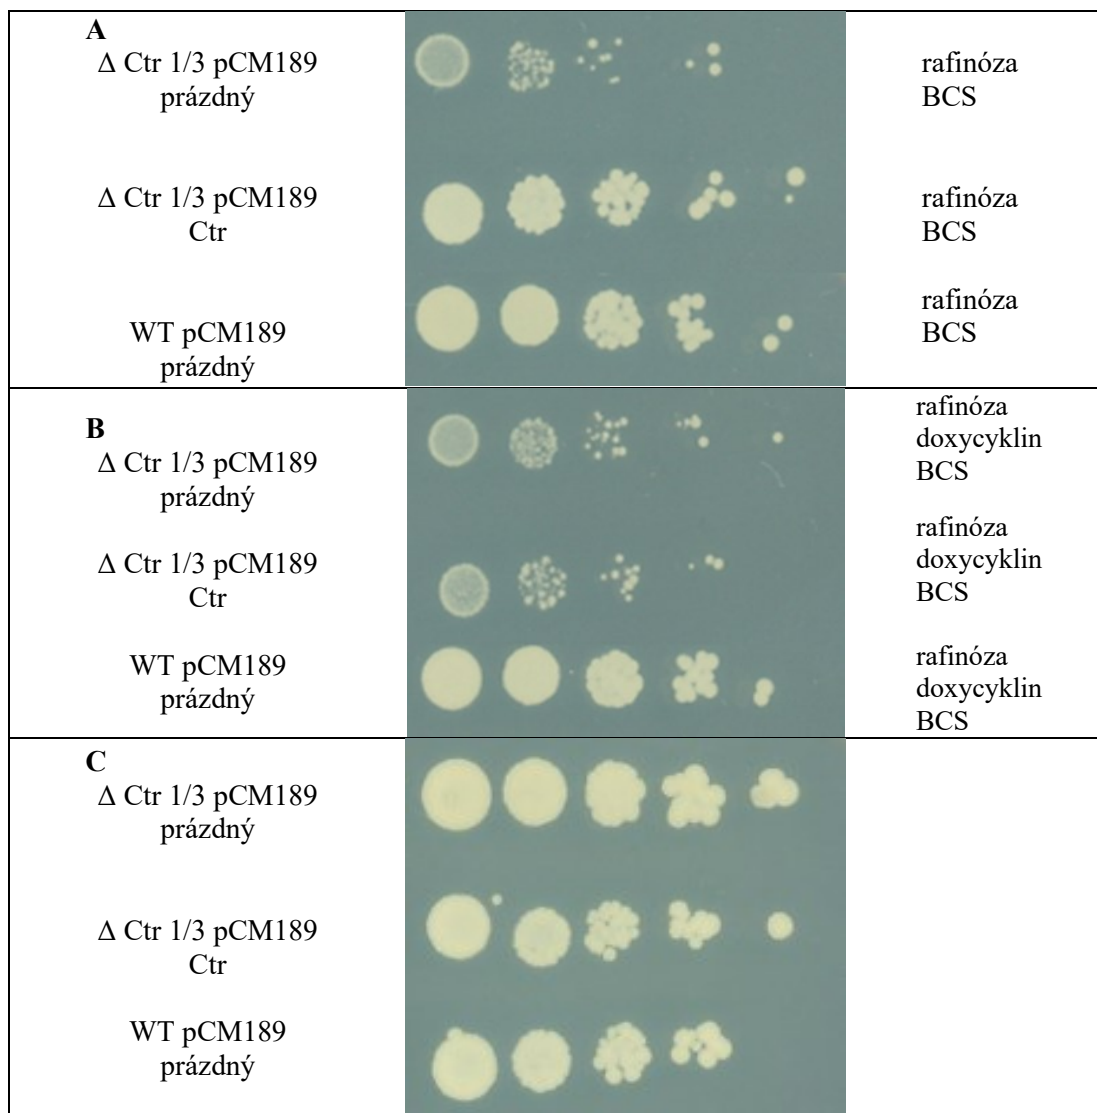 A
Δ Ctr 1/3 pCM189
prázdný
rafinóza
BCS
Δ Ctr 1/3 pCM189
Ctr
rafinóza
BCS
WT pCM189
prázdný
rafinóza
BCS
B
Δ Ctr 1/3 pCM189
prázdný
rafinóza
doxycyklin
BCS
Δ Ctr 1/3 pCM189
Ctr
rafinóza
doxycyklin
BCS
WT pCM189
prázdný
rafinóza
doxycyklin
BCS
C
Δ Ctr 1/3 pCM189
prázdný
Δ Ctr 1/3 pCM189
Ctr
WT pCM189
prázdný